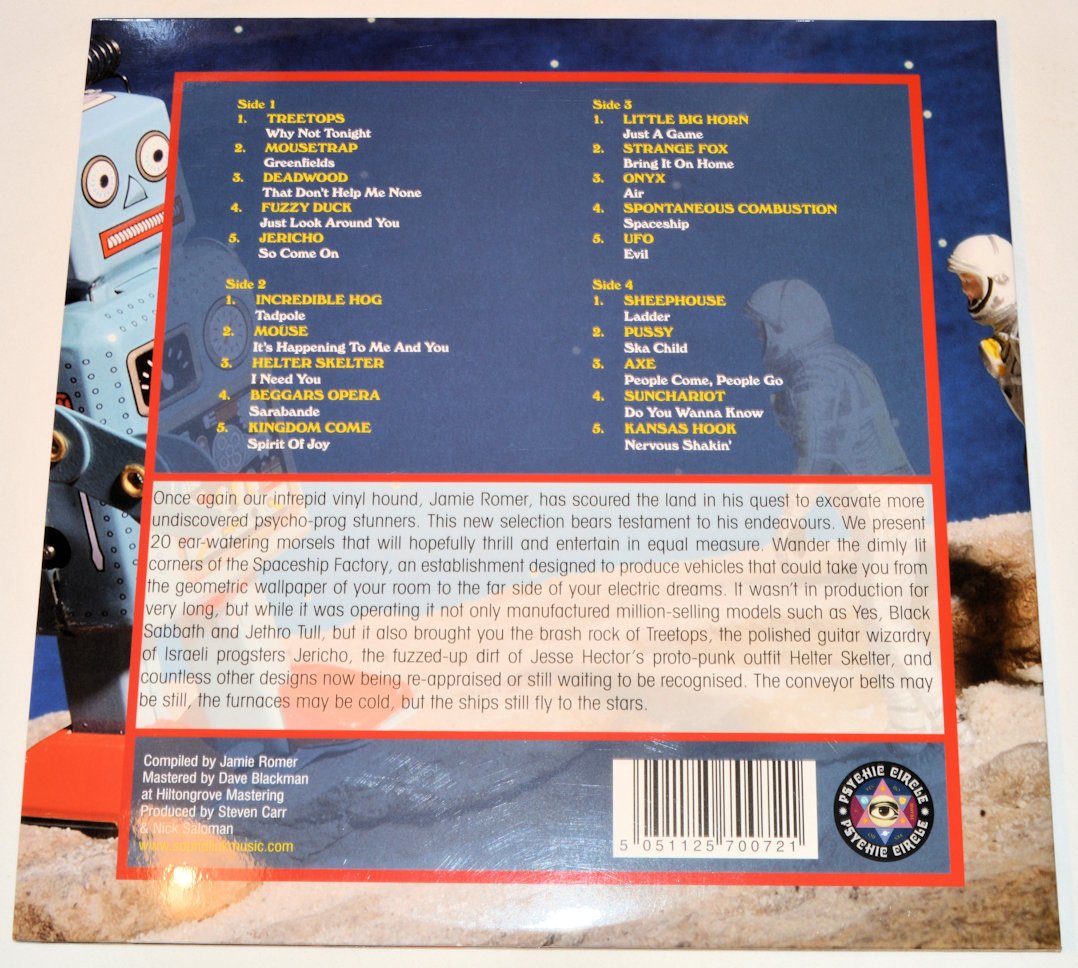 Side 1
1. TREETOPS
Why Not Tonight
2. MOUSETRAP
Greenfields
3. DEADWOOD
That Don't Help Me None
4. FUZZY DUCK
Just Look Around You
5. JERICHO
So Come On
Side 2
1. INCREDIBLE HOG
Tadpole
2. MOUSE
It's Happening To Me And You
3. HELTER SKELTER
I Need You
4. BEGGARS OPERA
Sarabande
5. KINGDOM COME
Spirit Of Joy
Side 3
1. LITTLE BIG HORN
Just A Game
2. STRANGE FOX
Bring It On Home
3. ONYX
Air
4. SPONTANEOUS COMBUSTION
Spaceship
5. UFO
Evil
Side 4
1. SHEEPHOUSE
Ladder
2. PUSSY
Ska Child
3. AXE
People Come, People Go
4. SUNCHARIOT
Do You Wanna Know
5. KANSAS HOOK
Nervous Shakin'
Once again our intrepid vinyl hound, Jamie Romer, has scoured the land in his quest to excavate more
undiscovered psycho-prog stunners. This new selection bears testament to his endeavours. We present
20 ear-watering morsels that will hopefully thrill and entertain in equal measure. Wander the dimly lit
corners of the Spaceship Factory, an establishment designed to produce vehicles that could take you from
the geometric wallpaper of your room to the far side of your electric dreams. It wasn't in production for
very long, but while it was operating it not only manufactured million-selling models such as Yes, Black
Sabbath and Jethro Tull, but it also brought you the brash rock of Treetops, the polished guitar wizardry
of Israeli progsters Jericho, the fuzzed-up dirt of Jesse Hector's proto-punk outfit Helter Skelter, and
countless other designs now being re-appraised or still waiting to be recognised. The conveyor belts may
be still, the furnaces may be cold, but the ships still fly to the stars.
Compiled by Jamie Romer
Mastered by Dave Blackman
at Hiltongrove Mastering
Produced by Steven Carr
& Nick Saloman
5 051125 700721
PSYCHIC CIRCLE
PSYCHIC CIRCLE